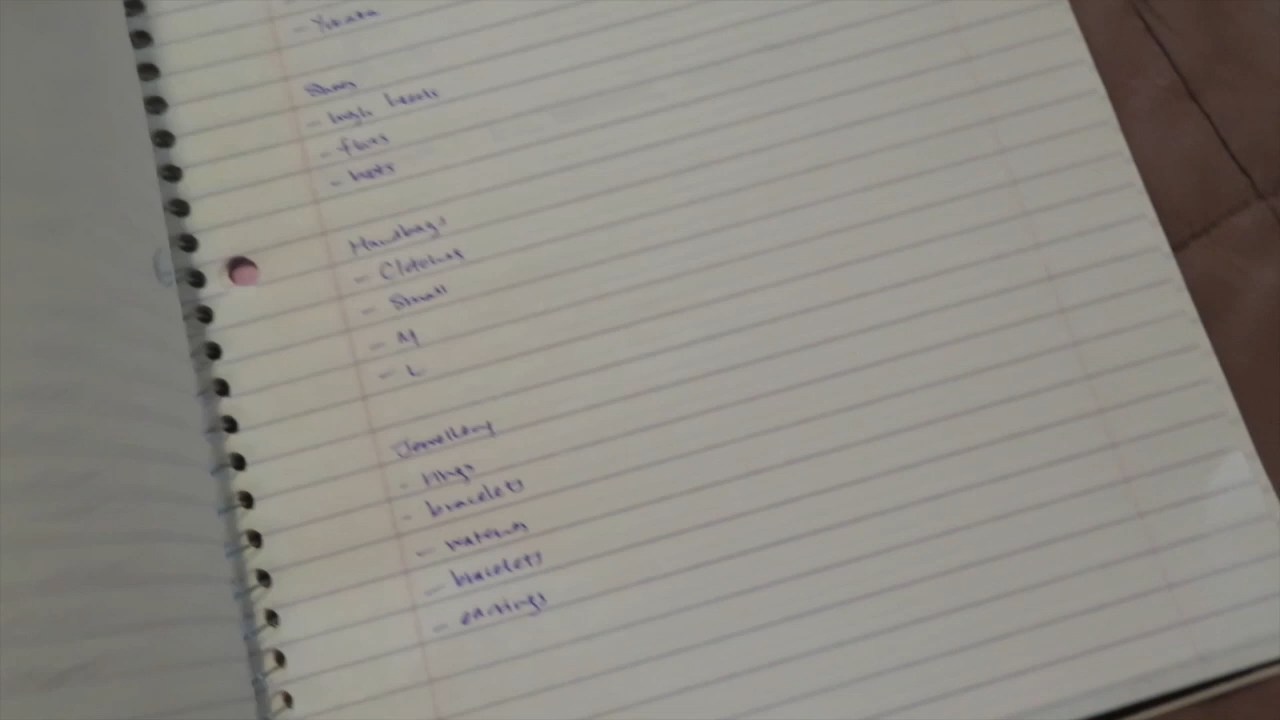 Shoes
- high heels
- flats
- boots
Handbags
- Clutches
- Small
- M
- L
Jewellery
- rings
- bracelets
- watches
- bracelets
- earrings